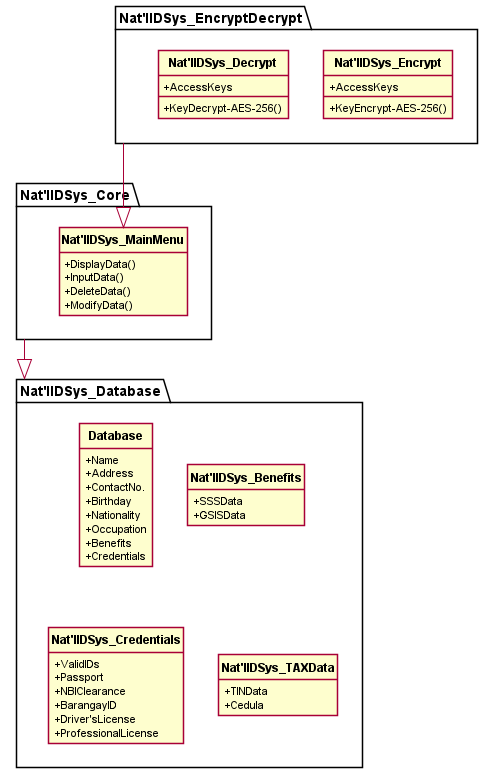 Nat'lIDSys_EncryptDecrypt
Nat'lIDSys_Decrypt
+AccessKeys
+KeyDecrypt-AES-256()
Nat'lIDSys_Encrypt
+AccessKeys
+KeyEncrypt-AES-256()
Nat'lIDSys_Core
Nat'lIDSys_MainMenu
+DisplayData()
+InputData()
+DeleteData()
+ModifyData()
Nat'lIDSys_Database
Database
+Name
+Address
+ContactNo.
+Birthday
+Nationality
+Occupation
+Benefits
+Credentials
Nat'lIDSys_Benefits
+SSSData
+GSISData
Nat'lIDSys_Credentials
+ValidIDs
+Passport
+NBIClearance
+BarangayID
+Driver'sLicense
+ProfessionalLicense
Nat'lIDSys_TAXData
+TINData
+Cedula